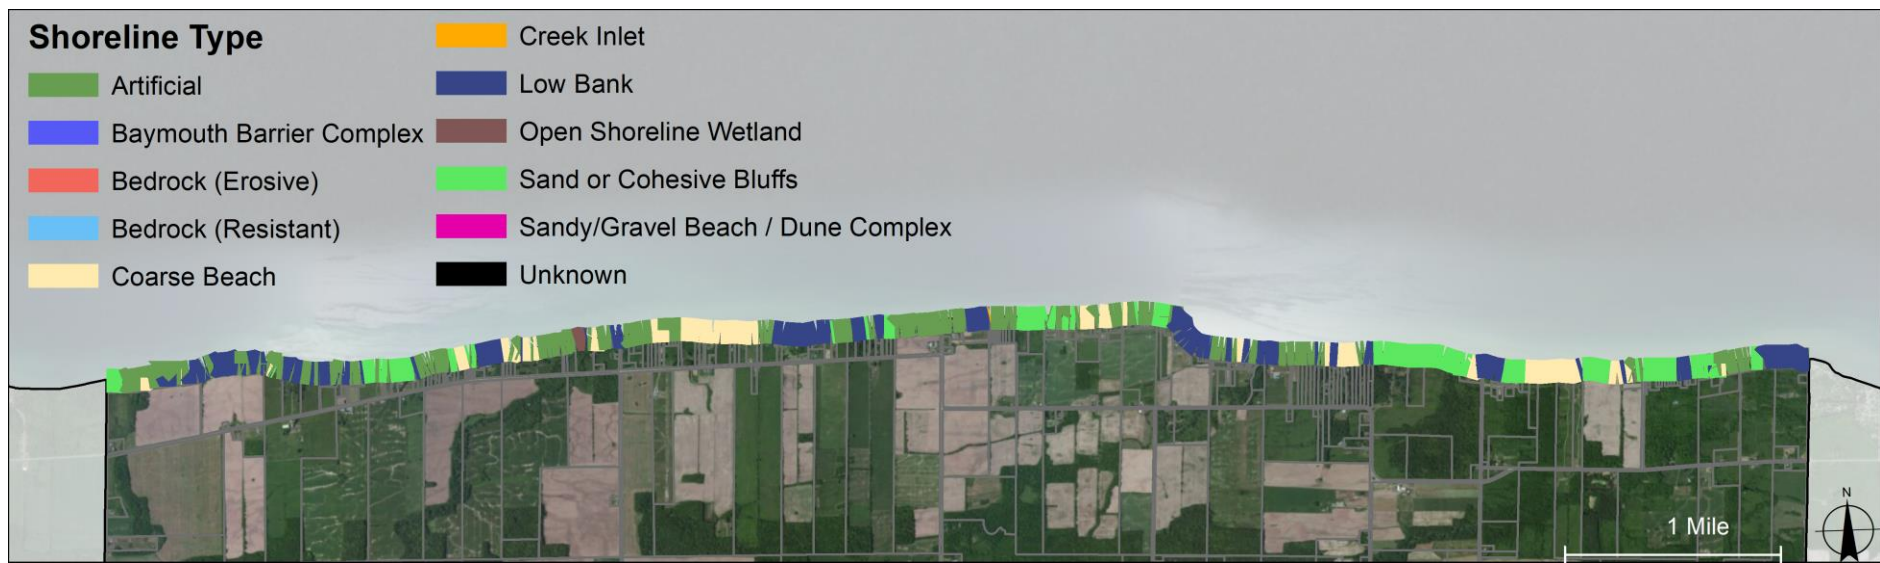 Shoreline Type
Artificial
Baymouth Barrier Complex
Bedrock (Erosive)
Bedrock (Resistant)
Coarse Beach
Creek Inlet
Low Bank
Open Shoreline Wetland
Sand or Cohesive Bluffs
Sandy/Gravel Beach / Dune Complex
Unknown
1 Mile
N